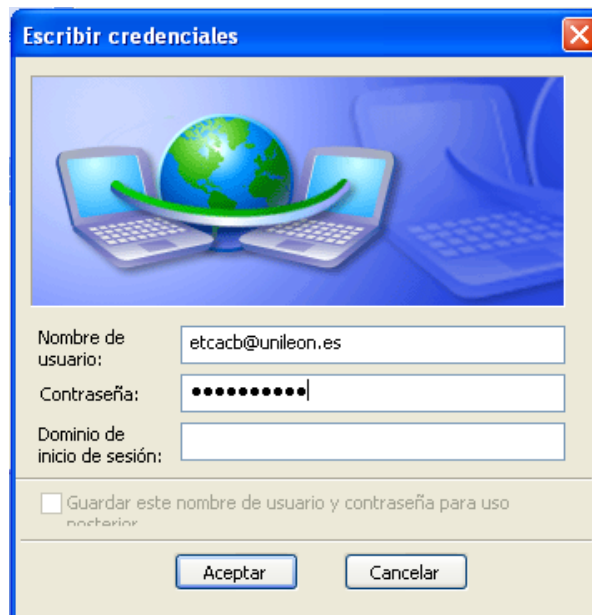 Escribir credenciales
Nombre de
usuario:
etcacb@unileon.es
Contraseña:
••••••••••
Dominio de
inicio de sesión:
Guardar este nombre de usuario y contraseña para uso
posterior
Aceptar
Cancelar